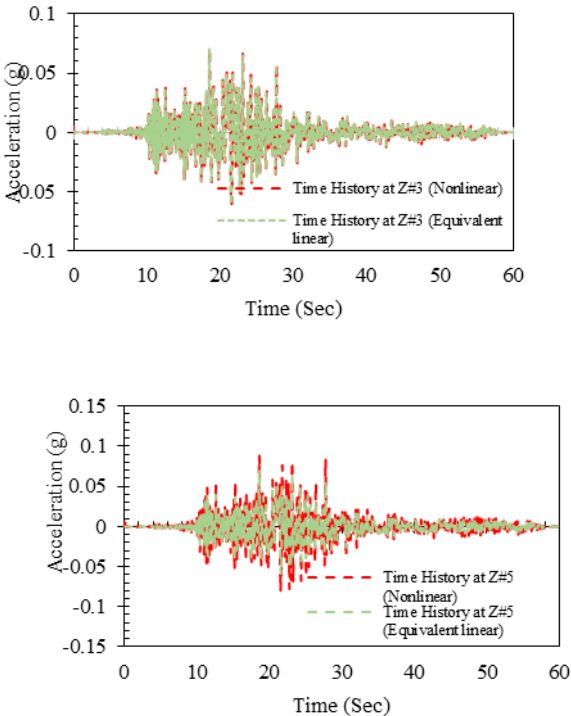 0.1
0.05
0
-0.05
-0.1
Acceleration (g)
Time History at Z#3 (Nonlinear)
Time History at Z#3 (Equivalent
linear)
0 10 20 30 40 50 60
Time (Sec)
0.15
0.1
0.05
0
-0.05
-0.1
-0.15
Acceleration (g)
Time History at Z#5
(Nonlinear)
Time History at Z#5
(Equivalent linear)
0 10 20 30 40 50 60
Time (Sec)